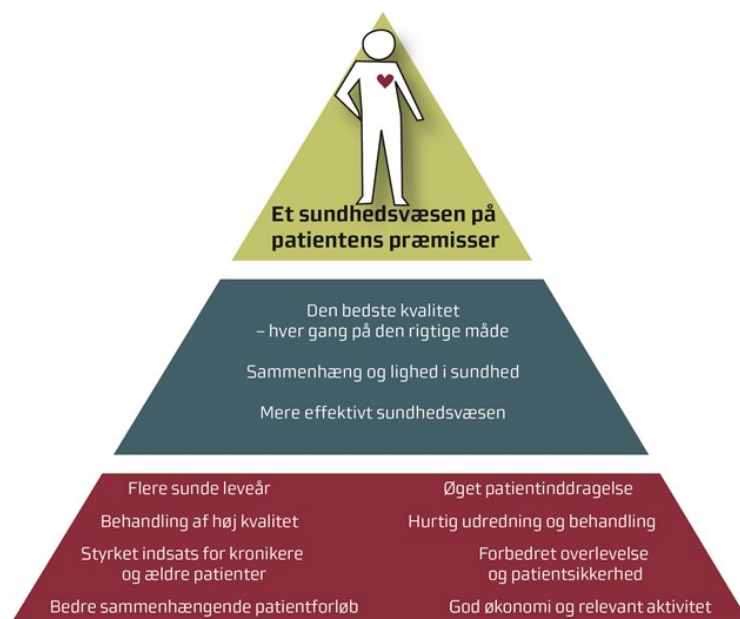 Et sundhedsvæsen på
patientens præmisser
Den bedste kvalitet
– hver gang på den rigtige måde
Sammenhæng og lighed i sundhed
Mere effektivt sundhedsvæsen
Flere sunde leveår
Behandling af høj kvalitet
Styrket indsats for kronikere
og ældre patienter
Bedre sammenhængende patientforløb
Øget patientinddragelse
Hurtig udredning og behandling
Forbedret overlevelse
og patientsikkerhed
God økonomi og relevant aktivitet